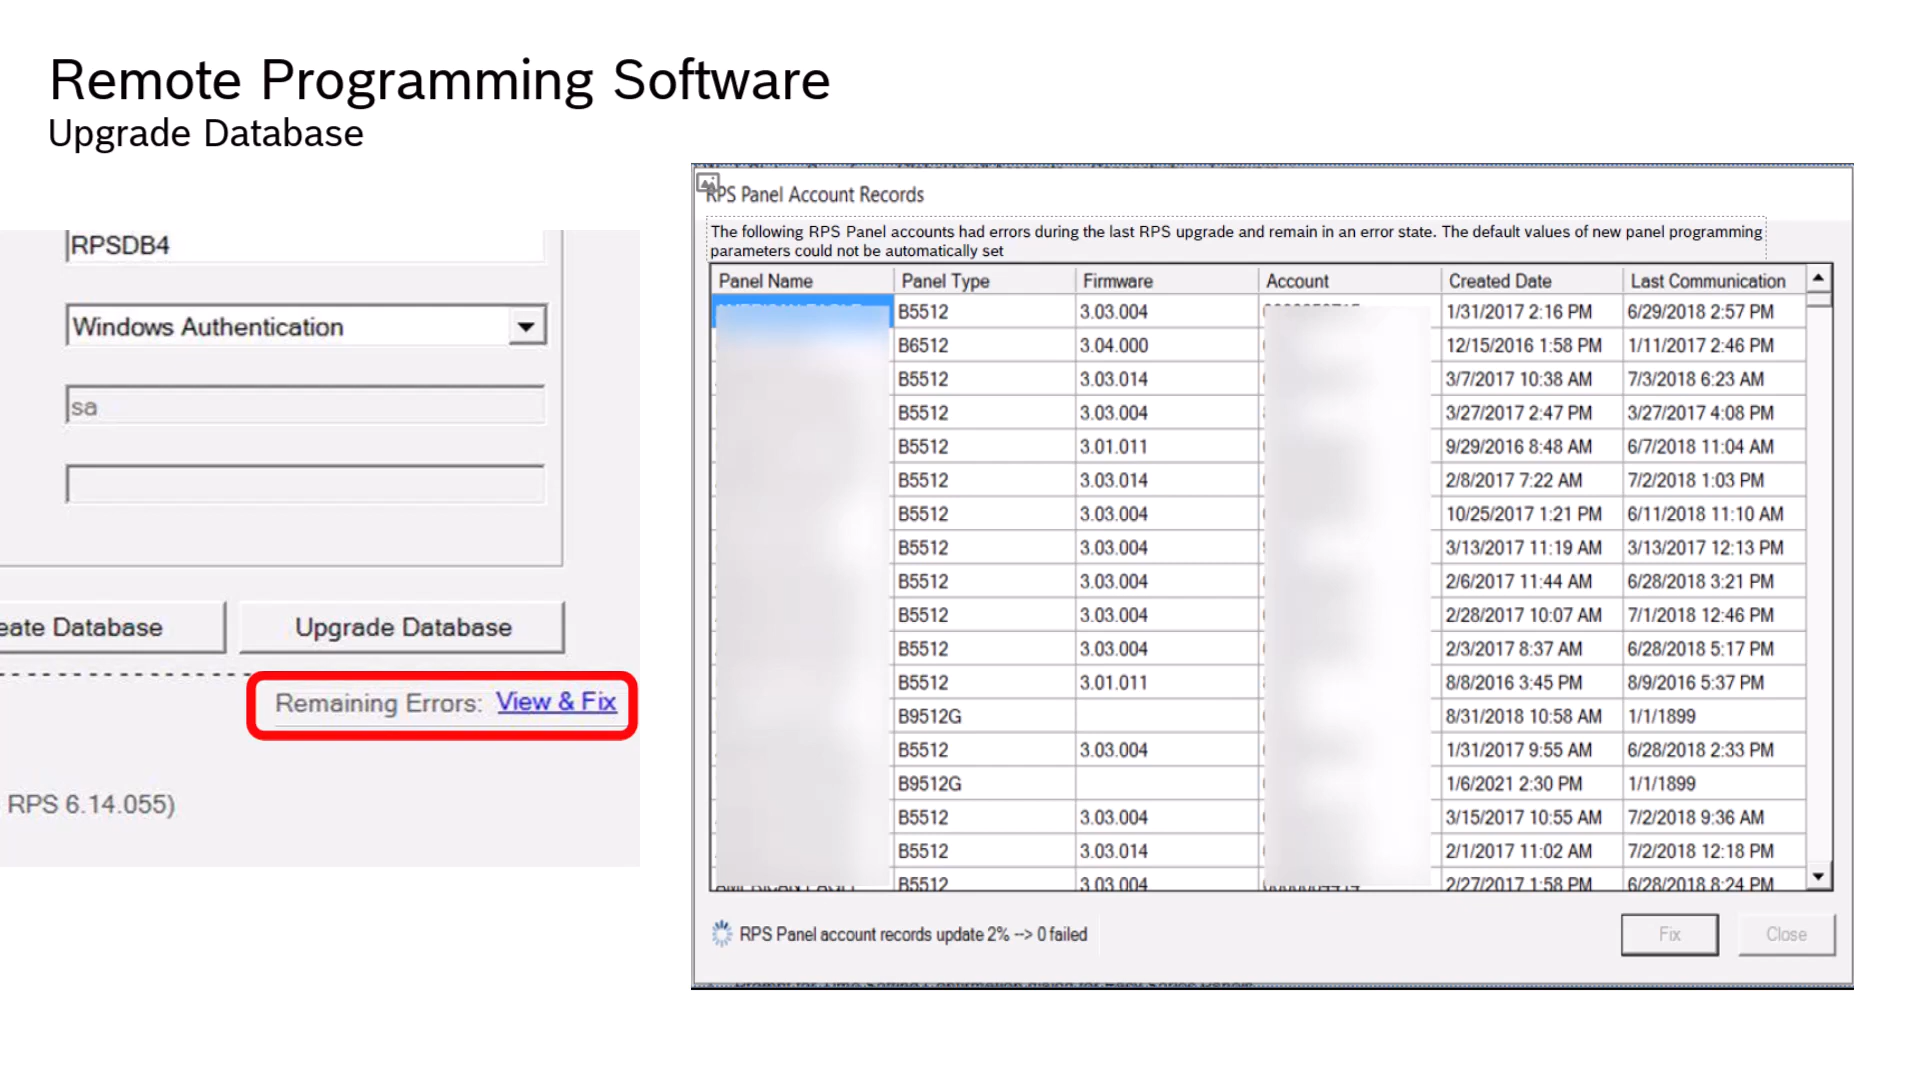 Remote Programming Software
Upgrade Database
RPSDB4
Windows Authentication
sa
eate Database
Upgrade Database
Remaining Errors: View & Fix
RPS 6.14.055)
RPS Panel Account Records
The following RPS Panel accounts had errors during the last RPS upgrade and remain in an error state. The default values of new panel programming
parameters could not be automatically set
Panel Name Panel Type Firmware Account Created Date Last Communication
B5512 3.03.004 1/31/2017 2:16 PM 6/29/2018 2:57 PM
B6512 3.04.000 12/15/2016 1:58 PM 1/11/2017 2:46 PM
B5512 3.03.014 3/7/2017 10:38 AM 7/3/2018 6:23 AM
B5512 3.03.004 3/27/2017 2:47 PM 3/27/2017 4:08 PM
B5512 3.01.011 9/29/2016 8:48 AM 6/7/2018 11:04 AM
B5512 3.03.014 2/8/2017 7:22 AM 7/2/2018 1:03 PM
B5512 3.03.004 10/25/2017 1:21 PM 6/11/2018 11:10 AM
B5512 3.03.004 3/13/2017 11:19 AM 3/13/2017 12:13 PM
B5512 3.03.004 2/6/2017 11:44 AM 6/28/2018 3:21 PM
B5512 3.03.004 2/28/2017 10:07 AM 7/1/2018 12:46 PM
B5512 3.03.004 2/3/2017 8:37 AM 6/28/2018 5:17 PM
B5512 3.01.011 8/8/2016 3:45 PM 8/9/2016 5:37 PM
B9512G 8/31/2018 10:58 AM 1/1/1899
B5512 3.03.004 1/31/2017 9:55 AM 6/28/2018 2:33 PM
B9512G 1/6/2021 2:30 PM 1/1/1899
B5512 3.03.004 3/15/2017 10:55 AM 7/2/2018 9:36 AM
B5512 3.03.014 2/1/2017 11:02 AM 7/2/2018 12:18 PM
B5512 3.03.004 2/27/2017 1:58 PM 6/28/2018 8:24 PM
RPS Panel account records update 2% --> 0 failed
Fix
Close